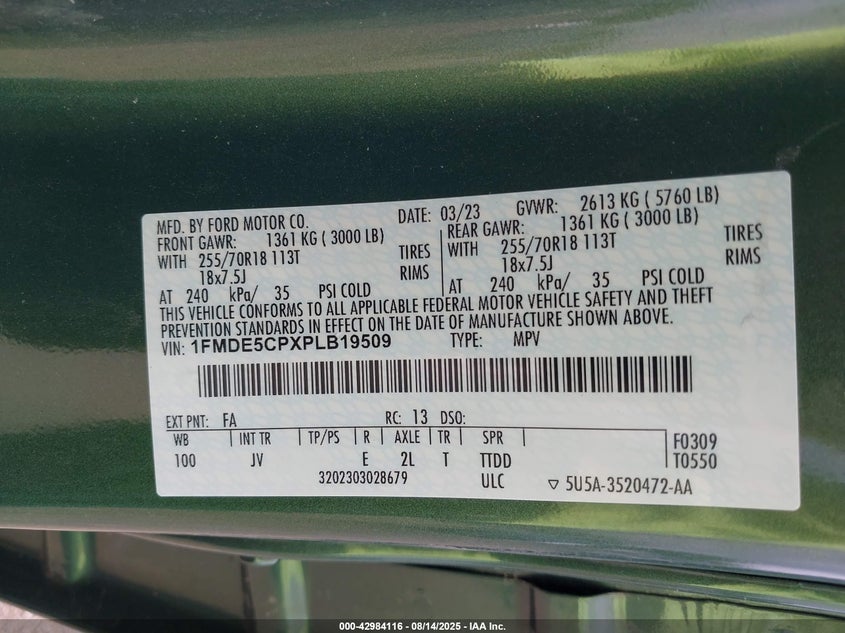 MFD. BY FORD MOTOR CO. DATE: 03/23 GVWR: 2613 KG ( 5760 LB)
FRONT GAWR: 1361 KG ( 3000 LB) REAR GAWR: 1361 KG ( 3000 LB)
WITH 255/70R18 113T TIRES WITH 255/70R18 113T TIRES
18x7.5J RIMS 18x7.5J RIMS
AT 240 kPa/ 35 PSI COLD AT 240 kPa/ 35 PSI COLD
THIS VEHICLE CONFORMS TO ALL APPLICABLE FEDERAL MOTOR VEHICLE SAFETY AND THEFT
PREVENTION STANDARDS IN EFFECT ON THE DATE OF MANUFACTURE SHOWN ABOVE.
VIN: 1FMDE5CPXPLB19509 TYPE: MPV
EXT PNT: FA RC: 13 DSO:
WB INT TR TP/PS R AXLE TR SPR F0309
100 JV E 2L T TTDD T0550
3202303028679 ULC ▽ 5U5A-3520472-AA
000-42984116 - 08/14/2025 - IAA Inc.